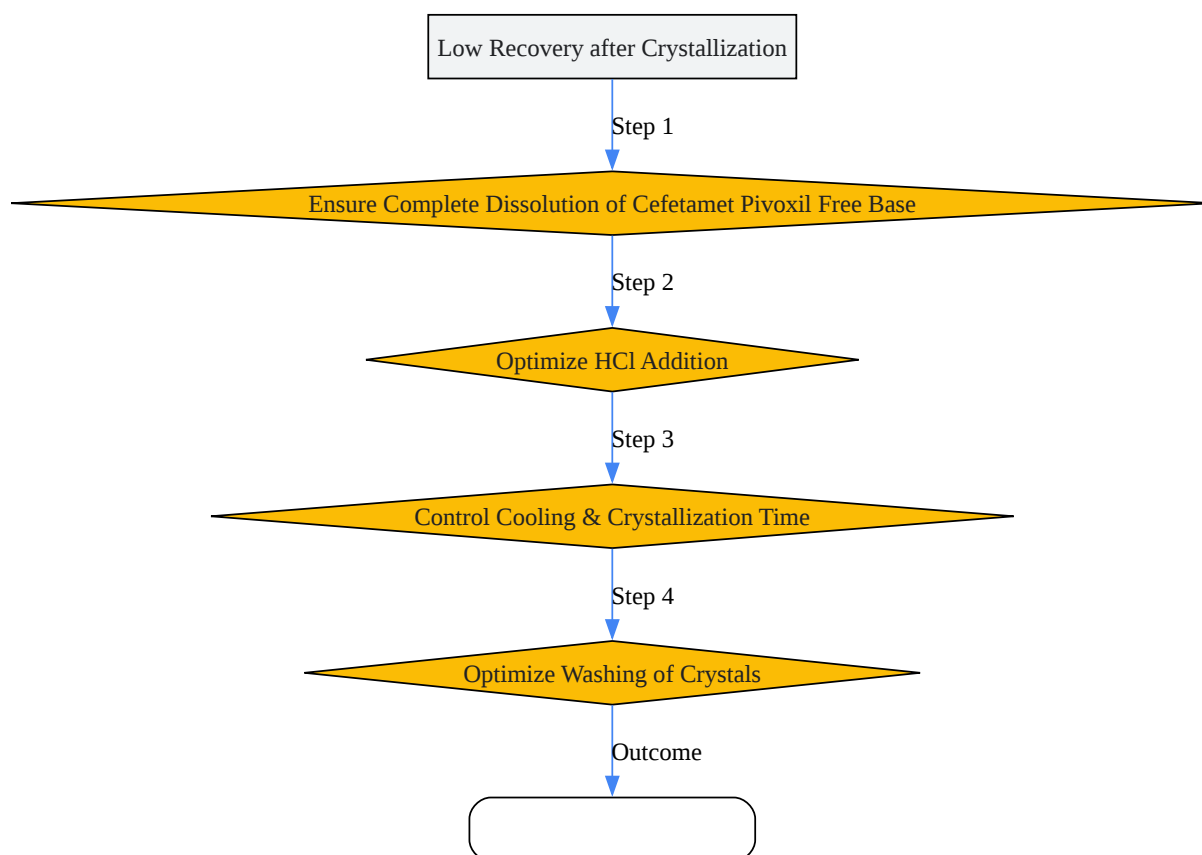 Low Recovery after Crystallization
Step 1
Ensure Complete Dissolution of Cefetamet Pivoxil Free Base
Step 2
Optimize HCl Addition
Step 3
Control Cooling & Crystallization Time
Step 4
Optimize Washing of Crystals
Outcome